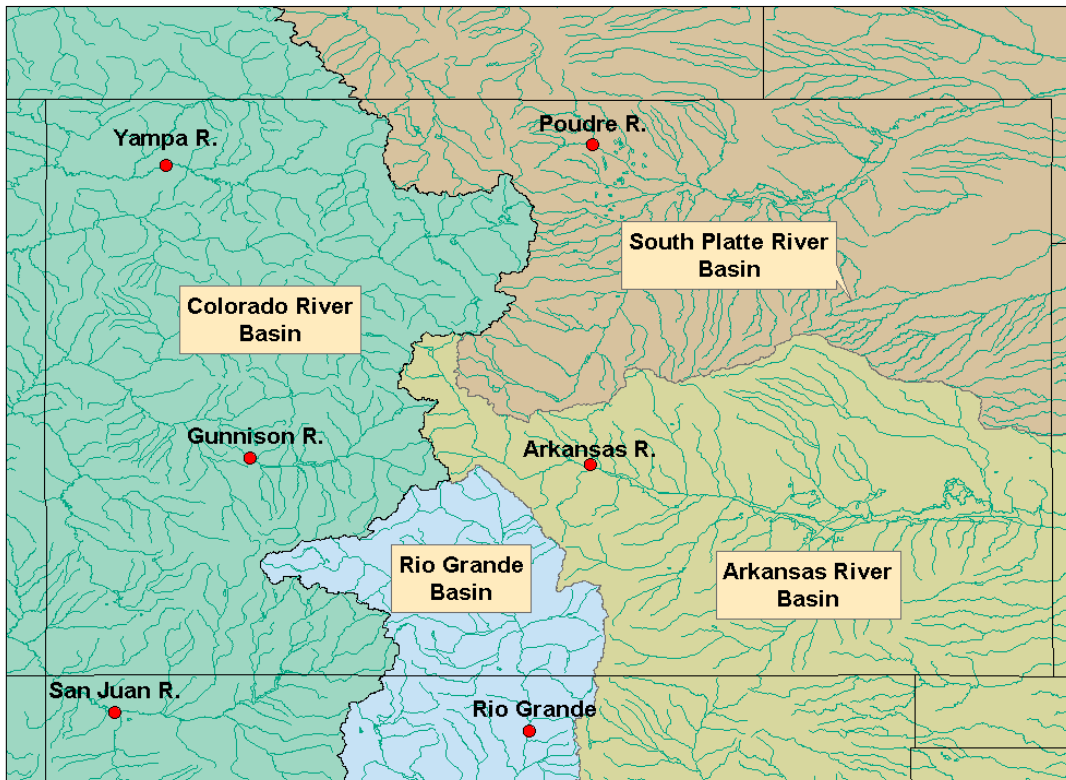 Poudre R.
Yampa R.
South Platte River
Basin
Colorado River
Basin
Gunnison R.
Arkansas R.
Rio Grande
Basin
Arkansas River
Basin
San Juan R.
Rio Grande